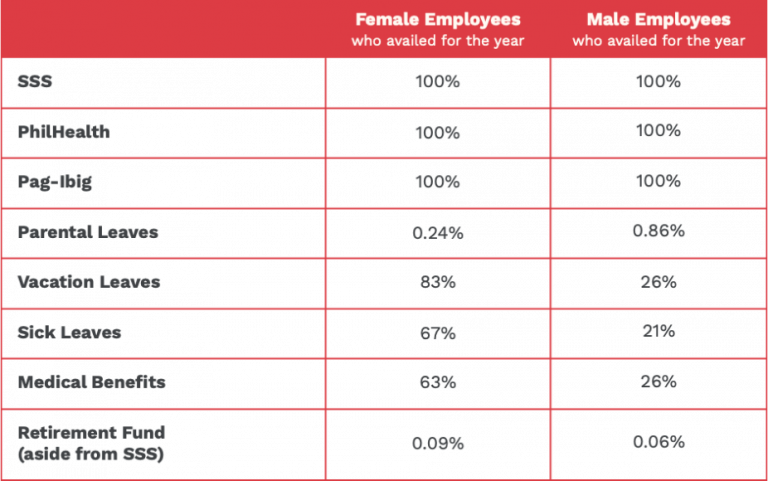 Female Employees Male Employees
who availed for the year who availed for the year
SSS 100% 100%
PhilHealth 100% 100%
Pag-Ibig 100% 100%
Parental Leaves 0.24% 0.86%
Vacation Leaves 83% 26%
Sick Leaves 67% 21%
Medical Benefits 63% 26%
Retirement Fund
(aside from SSS) 0.09% 0.06%